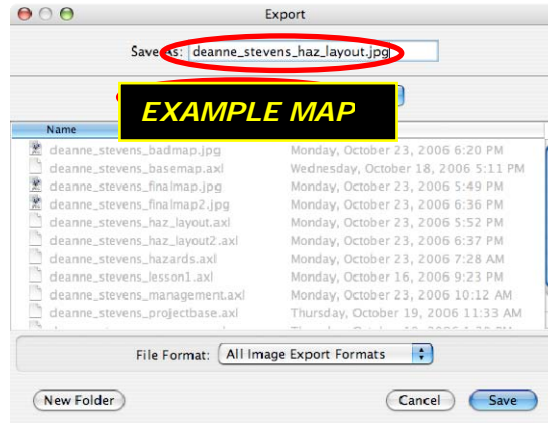 Export
Save As: deanne_stevens_haz_layout.jpg
EXAMPLE MAP
Name
deanne_stevens_badmap.jpg Monday, October 23, 2006 6:20 PM
deanne_stevens_basemap.axl Wednesday, October 18, 2006 5:11 PM
deanne_stevens_finalmap.jpg Monday, October 23, 2006 5:49 PM
deanne_stevens_finalmap2.jpg Monday, October 23, 2006 6:36 PM
deanne_stevens_haz_layout.axl Monday, October 23, 2006 5:52 PM
deanne_stevens_haz_layout2.axl Monday, October 23, 2006 6:37 PM
deanne_stevens_hazards.axl Monday, October 23, 2006 7:28 AM
deanne_stevens_lesson1.axl Monday, October 16, 2006 9:23 PM
deanne_stevens_management.axl Monday, October 23, 2006 10:12 AM
deanne_stevens_projectbase.axl Thursday, October 19, 2006 11:33 AM
File Format: All Image Export Formats
New Folder Cancel Save